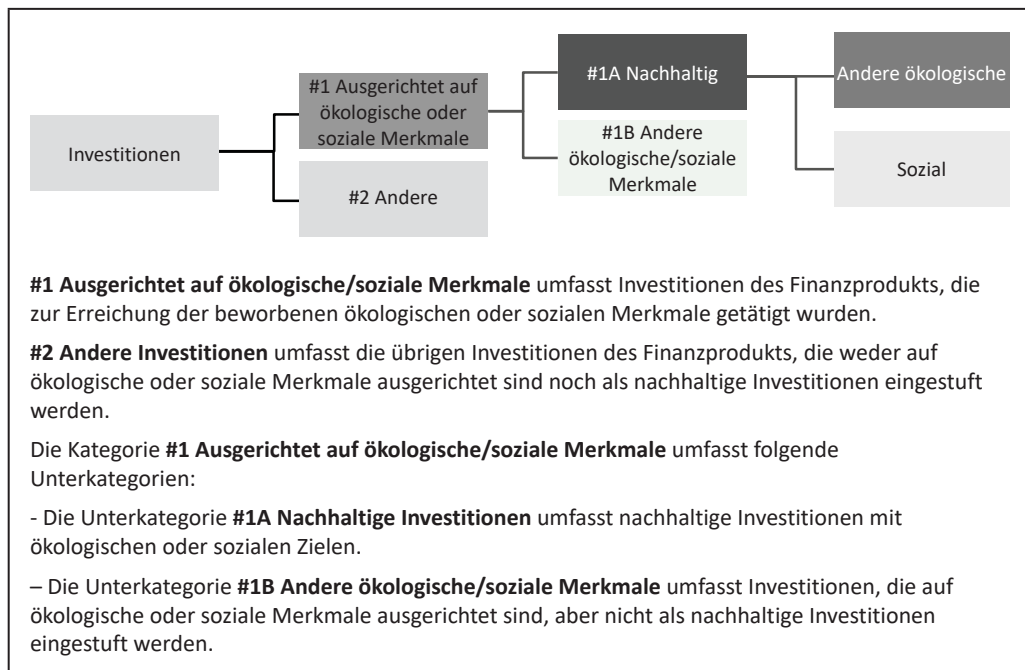 Investitionen
#1 Ausgerichtet auf
ökologische oder
soziale Merkmale
#2 Andere
#1A Nachhaltig
#1B Andere
ökologische/soziale
Merkmale
Andere ökologische
Sozial
#1 Ausgerichtet auf ökologische/soziale Merkmale umfasst Investitionen des Finanzprodukts, die
zur Erreichung der beworbenen ökologischen oder sozialen Merkmale getätigt wurden.
#2 Andere Investitionen umfasst die übrigen Investitionen des Finanzprodukts, die weder auf
ökologische oder soziale Merkmale ausgerichtet sind noch als nachhaltige Investitionen eingestuft
werden.
Die Kategorie #1 Ausgerichtet auf ökologische/soziale Merkmale umfasst folgende
Unterkategorien:
- Die Unterkategorie #1A Nachhaltige Investitionen umfasst nachhaltige Investitionen mit
ökologischen oder sozialen Zielen.
– Die Unterkategorie #1B Andere ökologische/soziale Merkmale umfasst Investitionen, die auf
ökologische oder soziale Merkmale ausgerichtet sind, aber nicht als nachhaltige Investitionen
eingestuft werden.